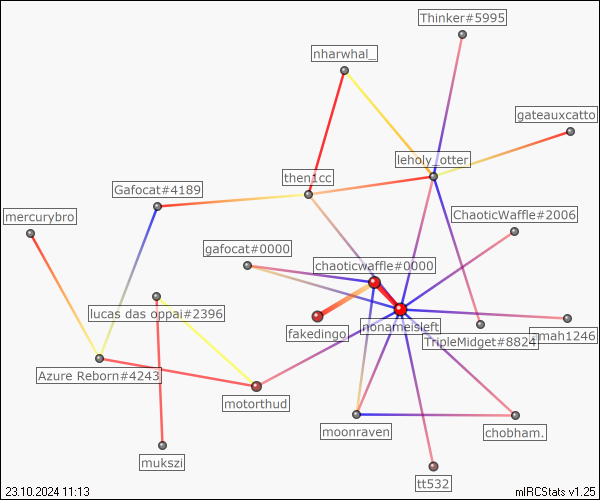 Thinker#5995
nharwhal_
gateauxcatto
leholy_otter
then1cc
Gafocat#4189
mercurybro
ChaoticWaffle#2006
gafocat#0000
chaoticwaffle#0000
lucas das oppai#2396
fakedingo
nonameisleft
TripleMidget#8824
mah1246
Azure Reborn#4243
motorthud
moonraven
chobham.
mukszi
tt532
23.10.2024 11:13
mIRCStats v1.25